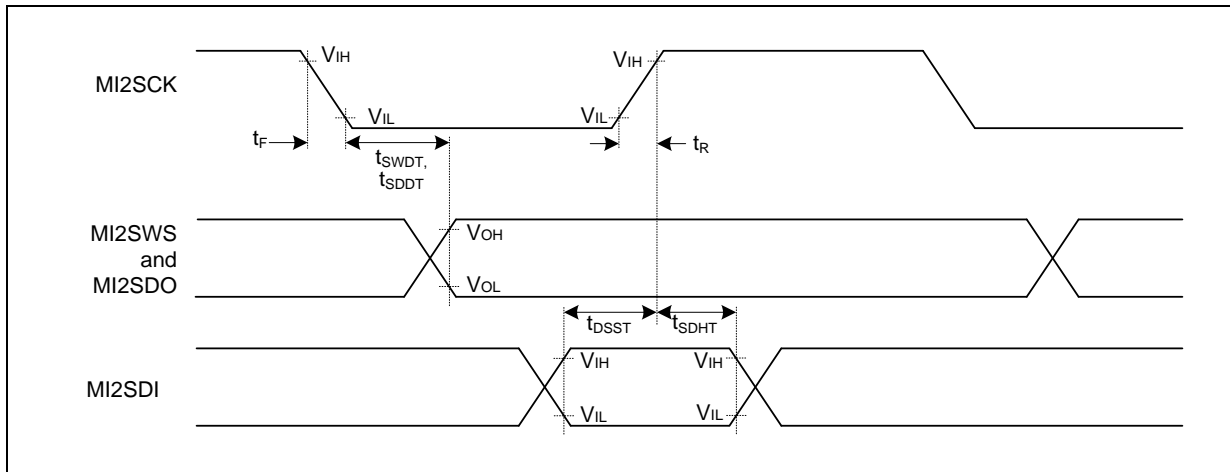 VIH
VIH
MI2SCK
VIL
VIL
tF
tSWDT,
tSDDT
tR
MI2SWS
and
MI2SDO
VOH
VOL
tDSST
tSDHT
MI2SDI
VIH
VIH
VIL
VIL